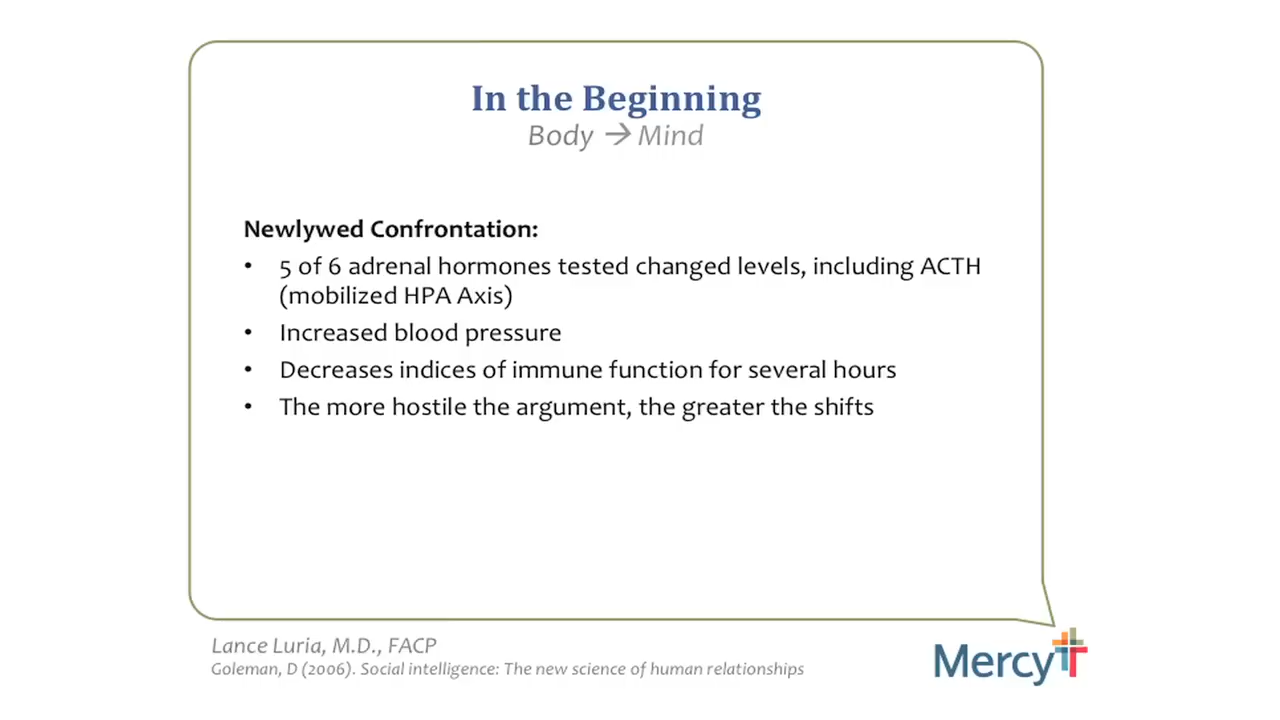 In the Beginning
Body → Mind
Newlywed Confrontation:
• 5 of 6 adrenal hormones tested changed levels, including ACTH
(mobilized HPA Axis)
• Increased blood pressure
• Decreases indices of immune function for several hours
• The more hostile the argument, the greater the shifts
Lance Luria, M.D., FACP
Goleman, D (2006). Social intelligence: The new science of human relationships
Mercy